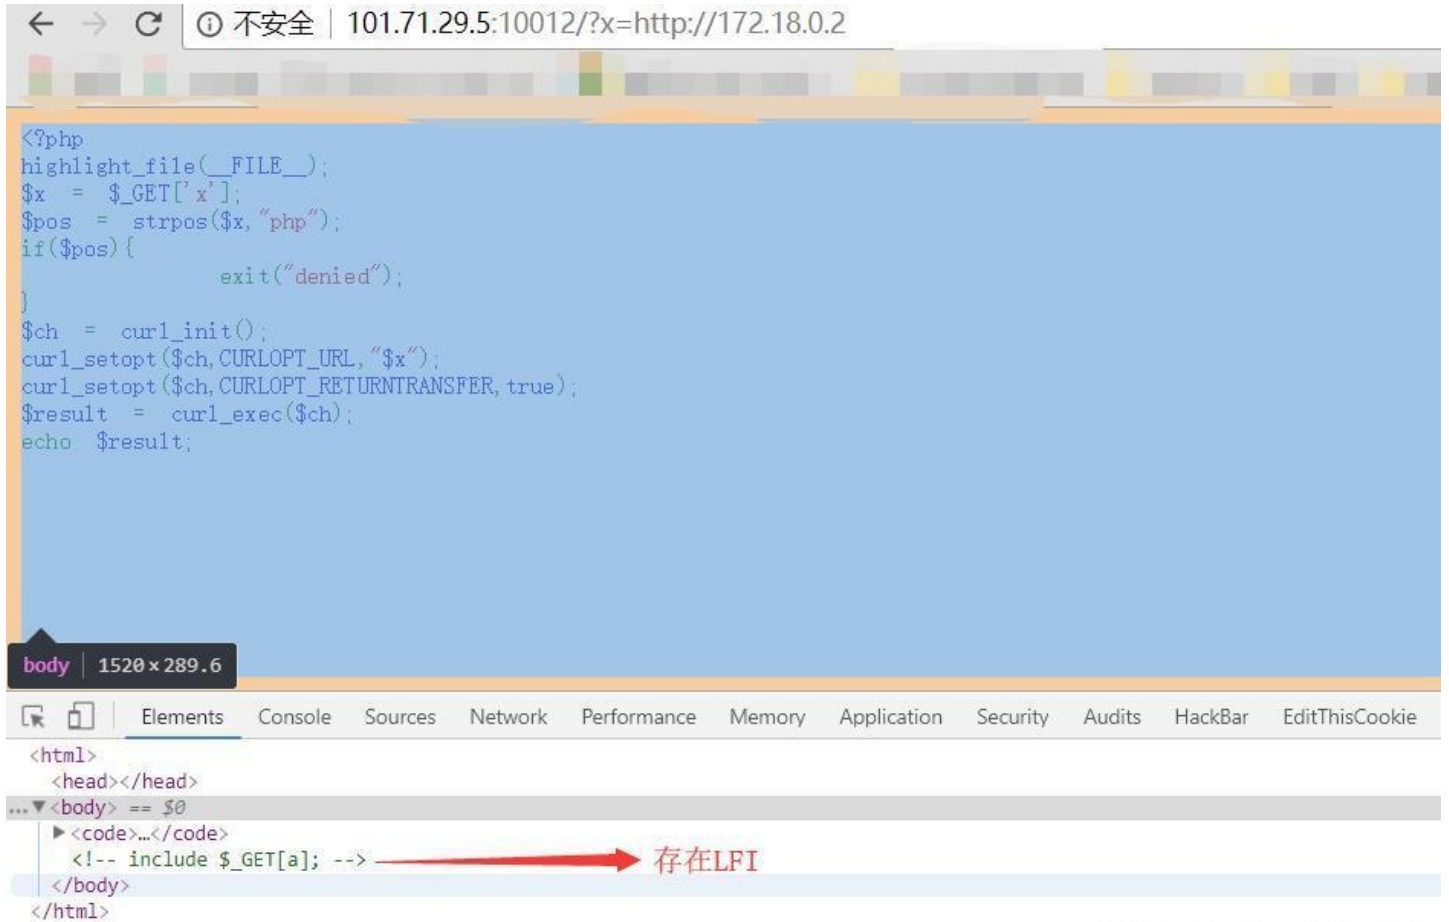 不安全 | 101.71.29.5:10012/?x=http://172.18.0.2
<?php
highlight_file(__FILE__);
$x = $_GET['x'];
$pos = strpos($x,"php");
if($pos){
exit("denied");
}
$ch = curl_init();
curl_setopt($ch,CURLOPT_URL,"$x");
curl_setopt($ch,CURLOPT_RETURNTRANSFER,true);
$result = curl_exec($ch);
echo $result;
body | 1520×289.6
Elements Console Sources Network Performance Memory Application Security Audits HackBar EditThisCookie
<html>
<head></head>
...▼<body> == $0
▶<code>…</code>
<!-- include $_GET[a]; --> 存在LFI
</body>
</html>